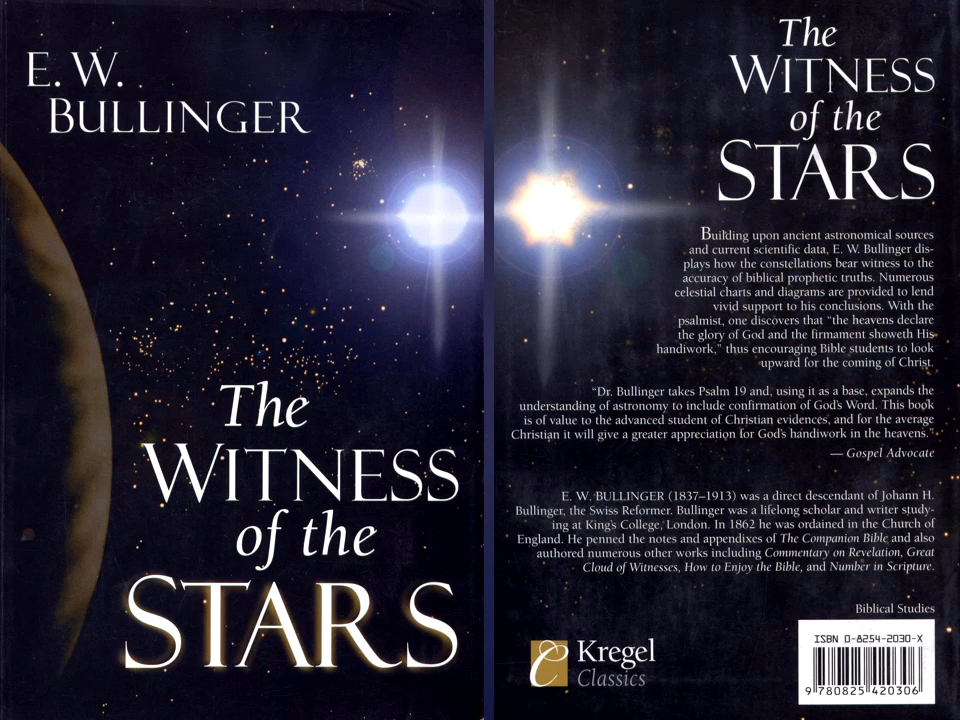 E. W.
BULLINGER
The
WITNESS
of the
STARS
The
WITNESS
of the
STARS
Building upon ancient astronomical sources
and current scientific data, E. W. Bullinger dis-
plays how the constellations bear witness to the
accuracy of biblical prophetic truths. Numerous
celestial charts and diagrams are provided to lend
vivid support to his conclusions. With the
psalmist, one discovers that “the heavens declare
the glory of God and the firmament showeth His
handiwork,” thus encouraging Bible students to look
upward for the coming of Christ.
“Dr. Bullinger takes Psalm 19 and, using it as a base, expands the
understanding of astronomy to include confirmation of God’s Word. This book
is of value to the advanced student of Christian evidences, and for the average
Christian it will give a greater appreciation for God’s handiwork in the heavens.”
— Gospel Advocate
E. W. BULLINGER (1837–1913) was a direct descendant of Johann H.
Bullinger, the Swiss Reformer. Bullinger was a lifelong scholar and writer study-
ing at King’s College, London. In 1862 he was ordained in the Church of
England. He penned the notes and appendixes of The Companion Bible and also
authored numerous other works including Commentary on Revelation, Great
Cloud of Witnesses, How to Enjoy the Bible, and Number in Scripture.
Biblical Studies
ISBN 0-8254-2030-X
9 780825 420306
Kregel
Classics